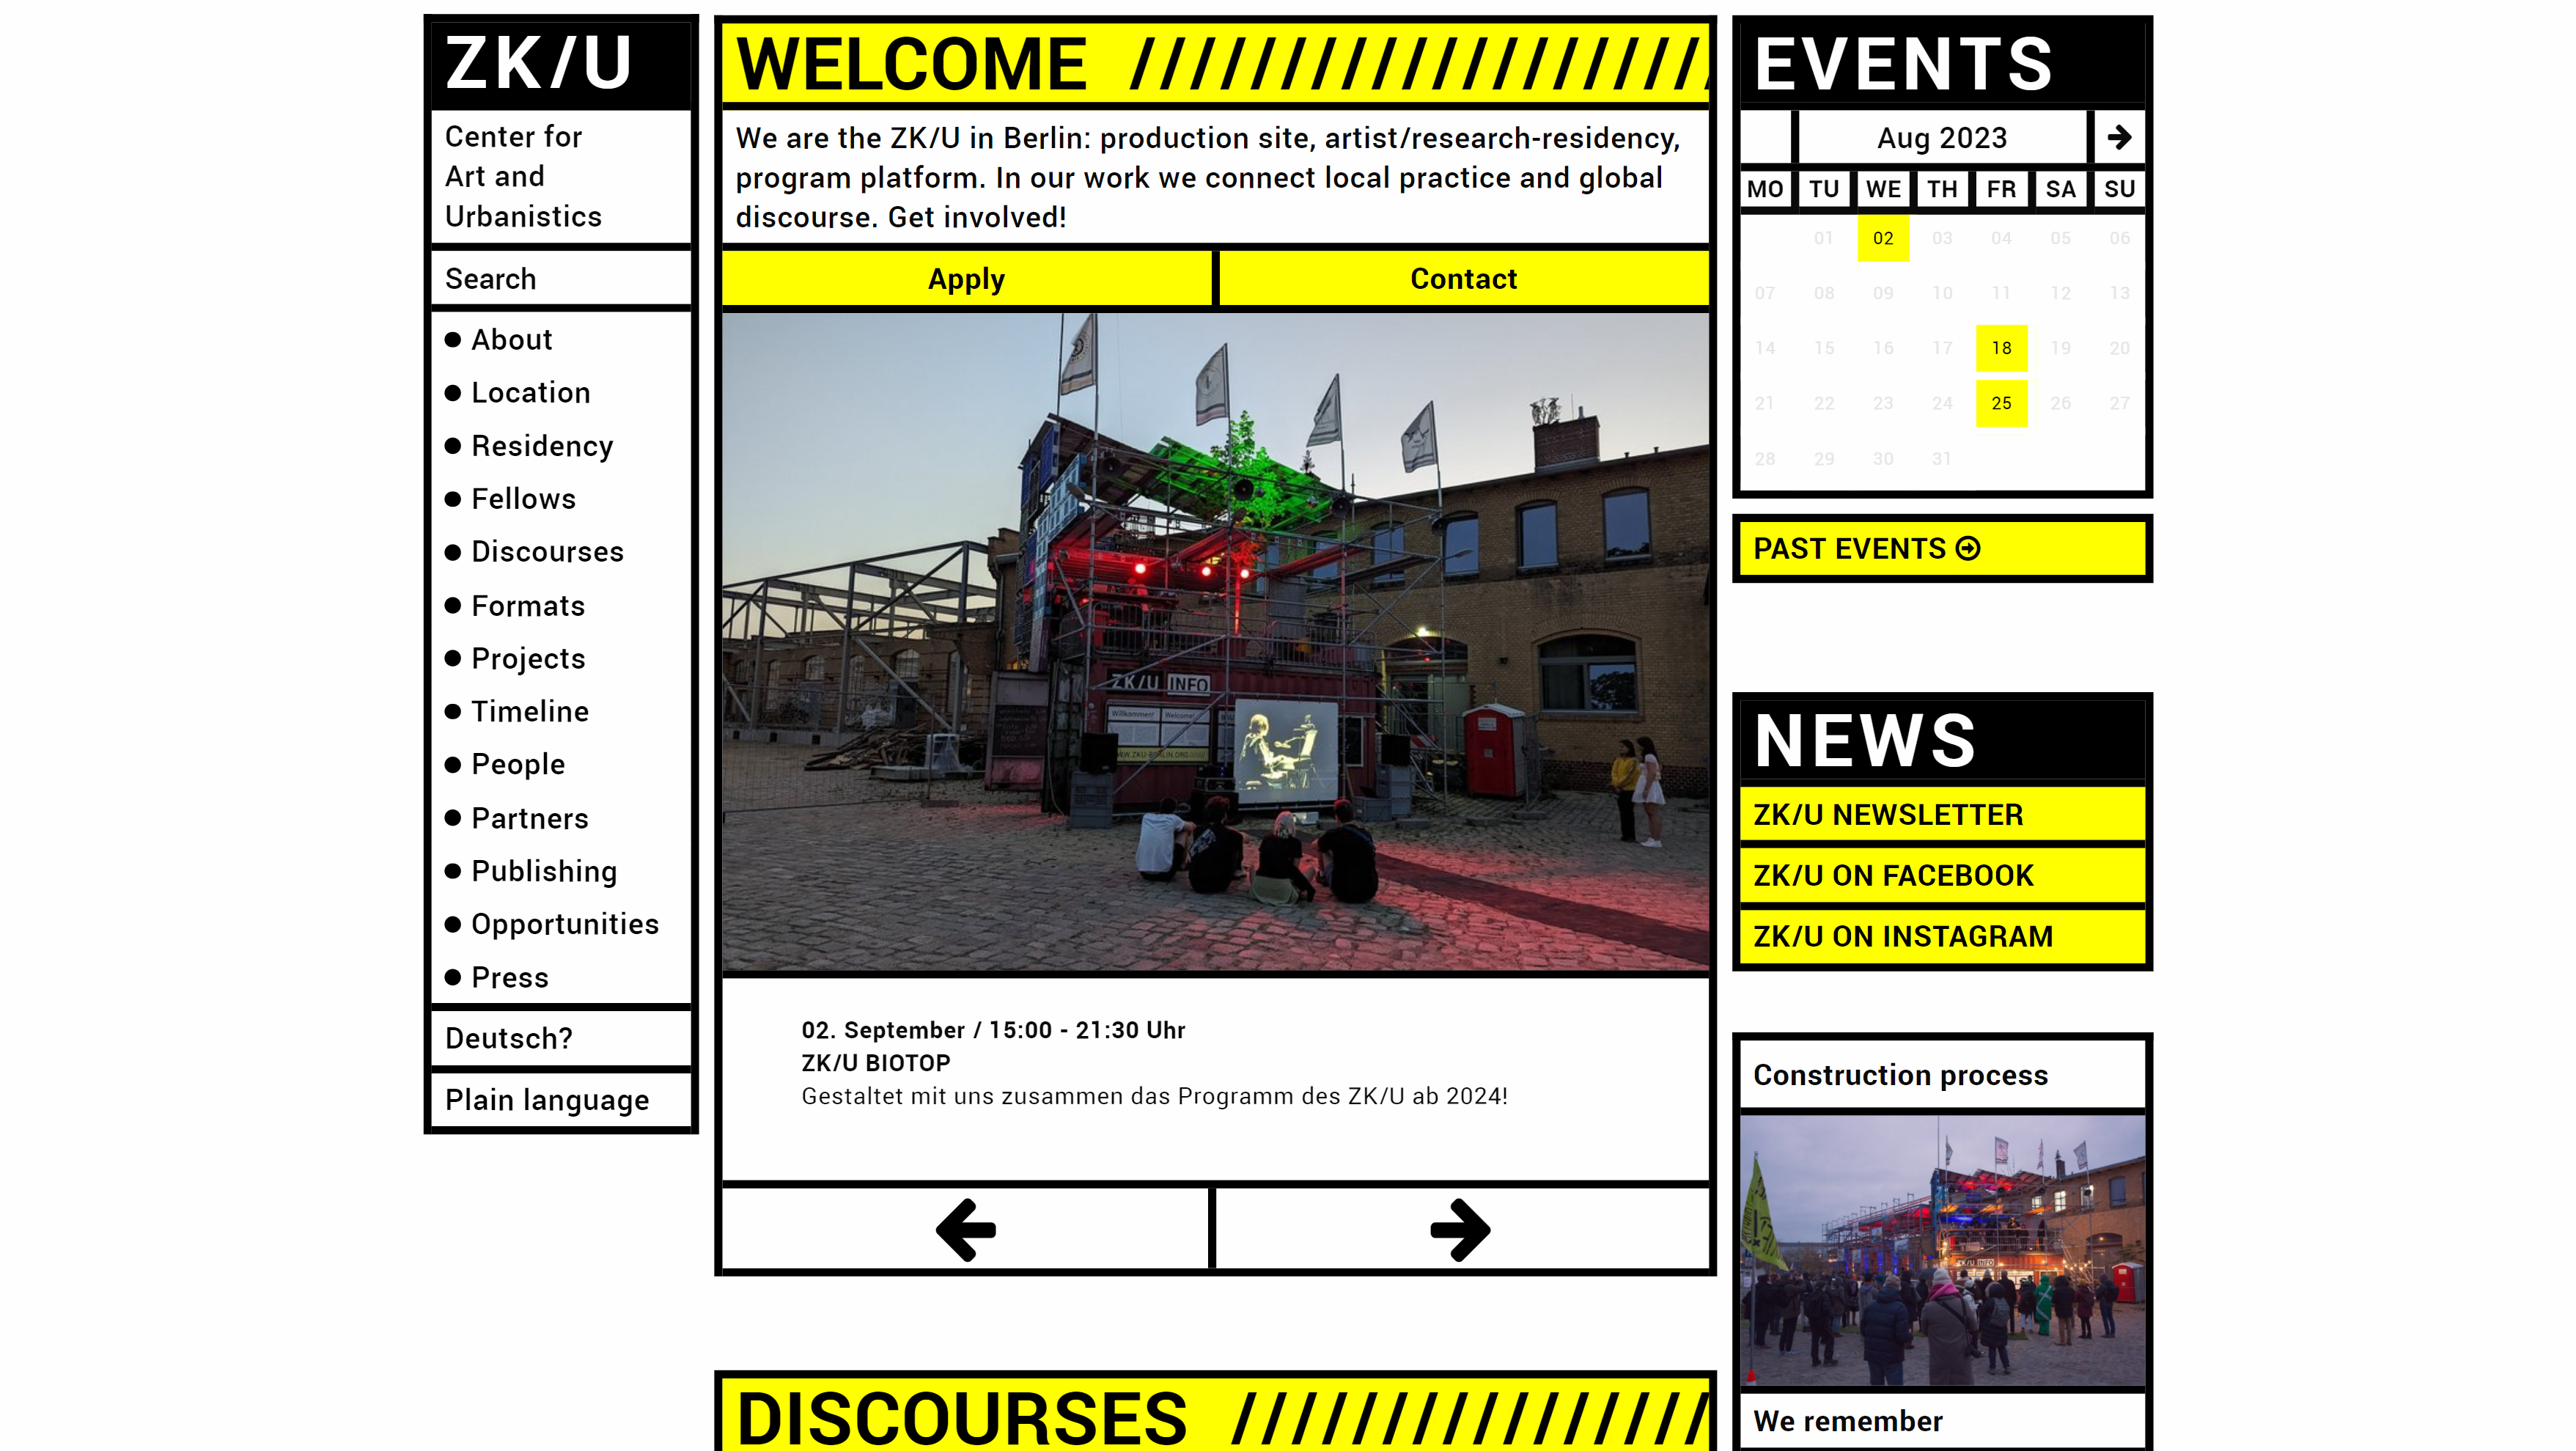 ZK/U
Center for
Art and
Urbanistics
Search
About
Location
Residency
Fellows
Discourses
Formats
Projects
Timeline
People
Partners
Publishing
Opportunities
Press
Deutsch?
Plain language
WELCOME ////////////////////
We are the ZK/U in Berlin: production site, artist/research-residency,
program platform. In our work we connect local practice and global
discourse. Get involved!
Apply
Contact
ZK/U INFO
Willkommen! Welcome!
02. September / 15:00 - 21:30 Uhr
ZK/U BIOTOP
Gestaltet mit uns zusammen das Programm des ZK/U ab 2024!
DISCOURSES ////////////////
EVENTS
Aug 2023
MO TU WE TH FR SA SU
01 02 03 04 05 06
07 08 09 10 11 12 13
14 15 16 17 18 19 20
21 22 23 24 25 26 27
28 29 30 31
PAST EVENTS
NEWS
ZK/U NEWSLETTER
ZK/U ON FACEBOOK
ZK/U ON INSTAGRAM
Construction process
ZK/U INFO
We remember